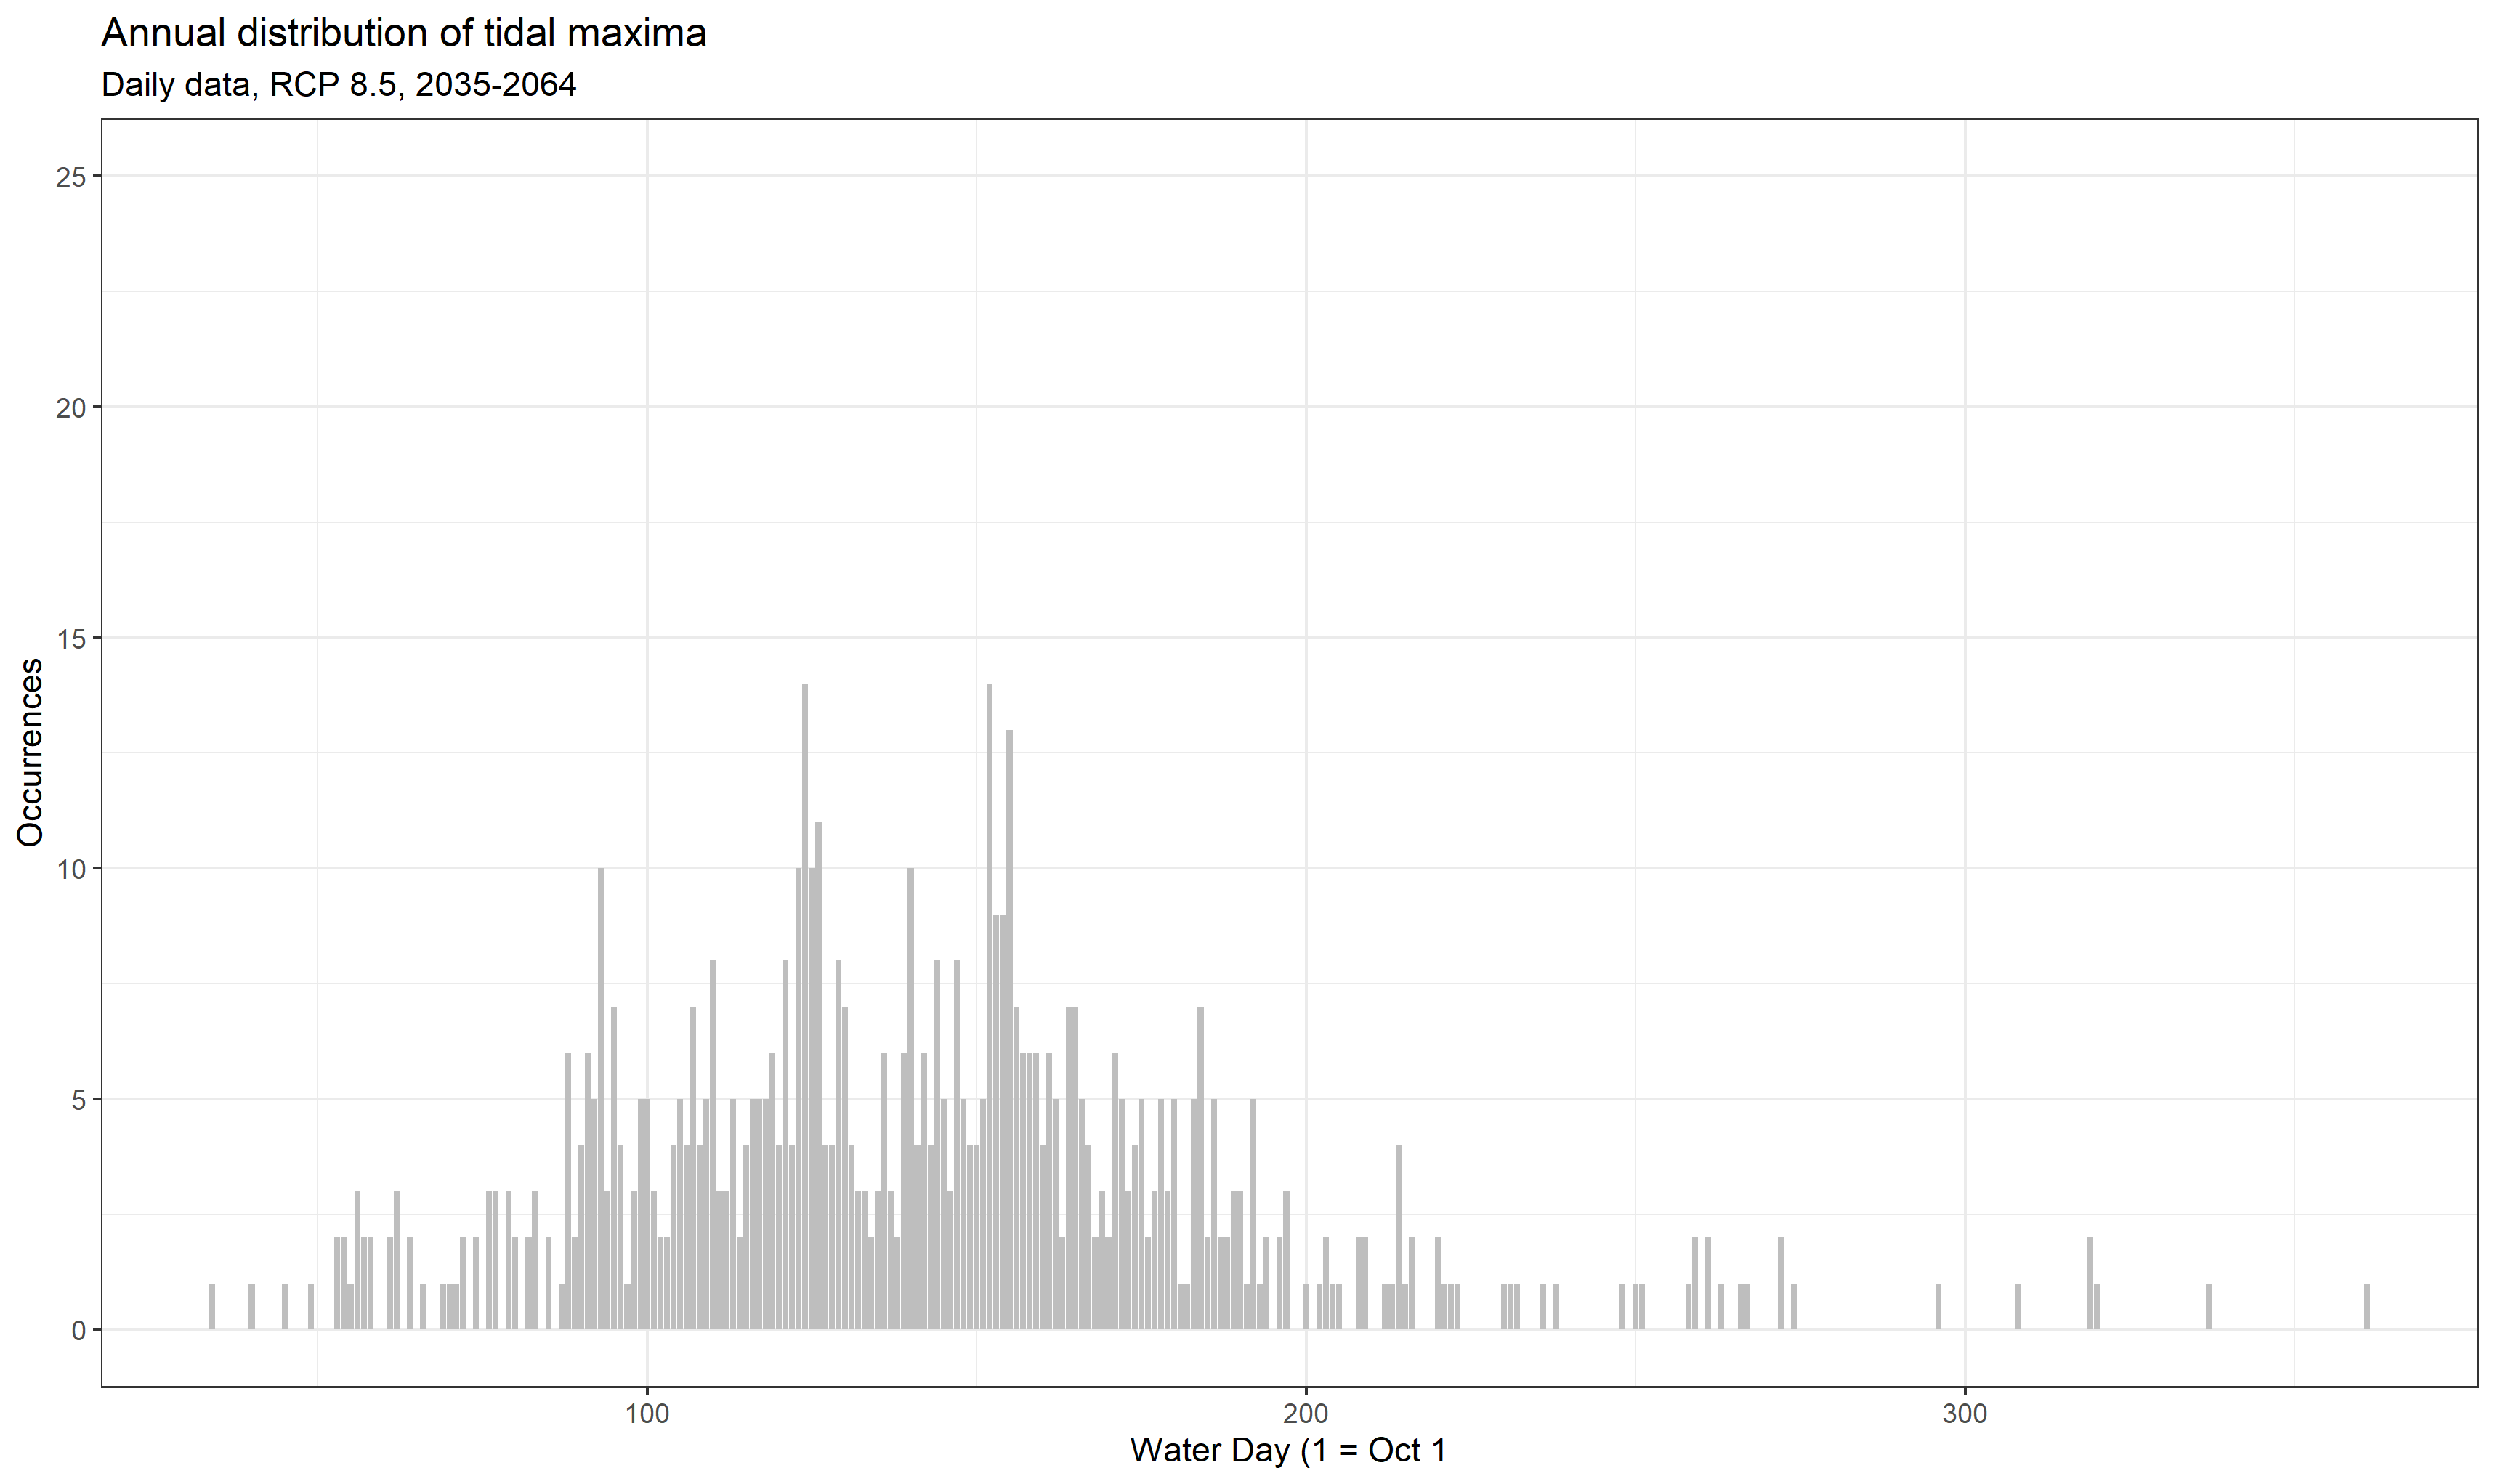 Annual distribution of tidal maxima
Daily data, RCP 8.5, 2035-2064
25
20
15
10
5
0
Occurrences
100
200
300
Water Day (1 = Oct 1